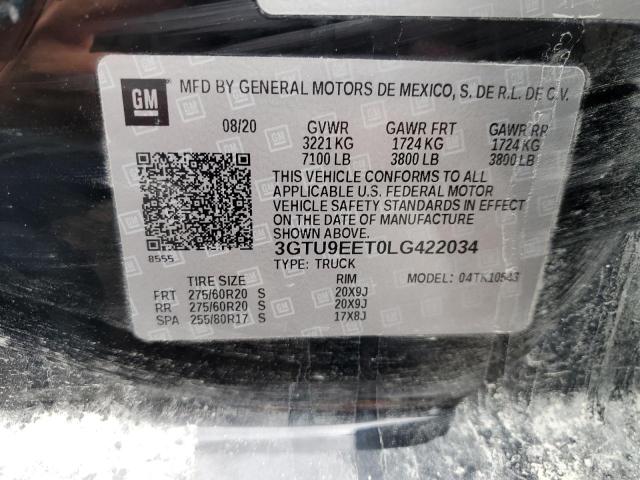 GM MFD BY GENERAL MOTORS DE MEXICO, S. DE R.L. DE C.V.
08/20 GVWR GAWR FRT GAWR RR
3221 KG 1724 KG 1724 KG
7100 LB 3800 LB 3800 LB
THIS VEHICLE CONFORMS TO ALL
APPLICABLE U.S. FEDERAL MOTOR
VEHICLE SAFETY STANDARDS IN EFFECT
ON THE DATE OF MANUFACTURE
SHOWN ABOVE.
8555 3GTU9EET0LG422034
TYPE: TRUCK MODEL: 04TK10543
TIRE SIZE RIM
FRT 275/60R20 S 20X9J
RR 275/60R20 S 20X9J
SPA 255/80R17 S 17X8J